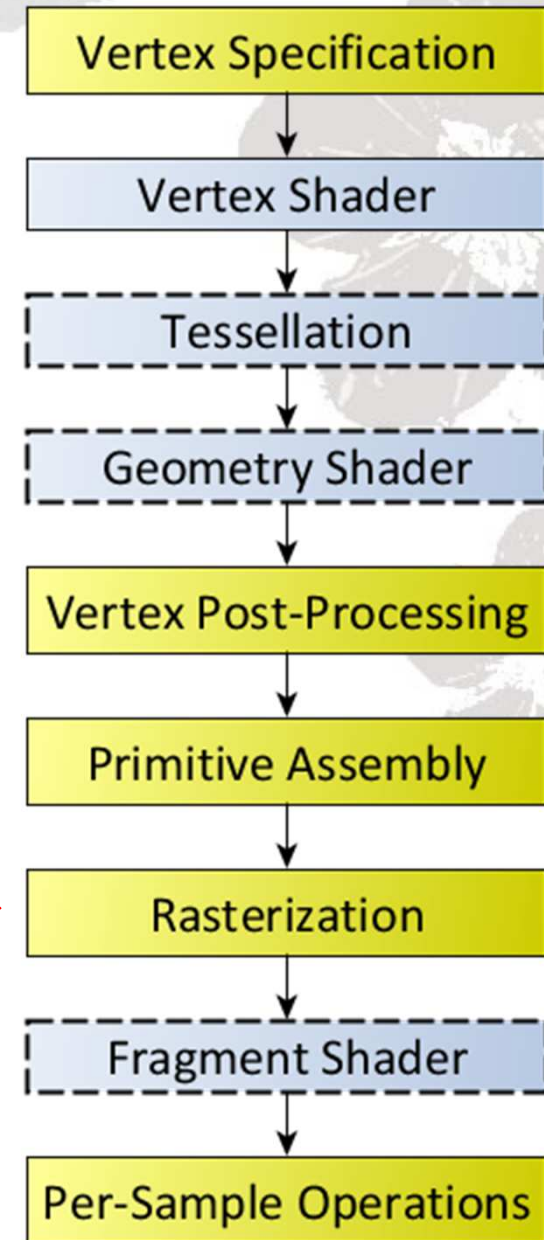 Vertex Specification
Vertex Shader
Tessellation
Geometry Shader
Vertex Post-Processing
Primitive Assembly
Rasterization
Fragment Shader
Per-Sample Operations